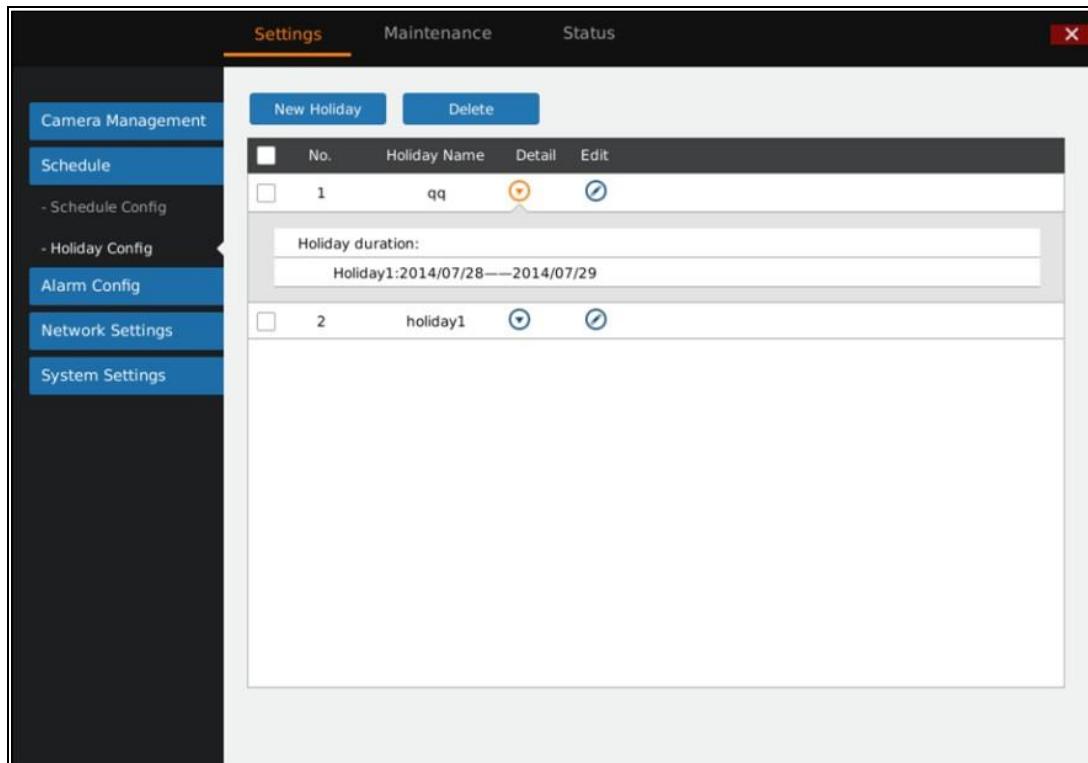 Settings Maintenance Status
Camera Management
Schedule
- Schedule Config
- Holiday Config
Alarm Config
Network Settings
System Settings
New Holiday Delete
No. Holiday Name Detail Edit
1 qq
Holiday duration:
Holiday1:2014/07/28——2014/07/29
2 holiday1